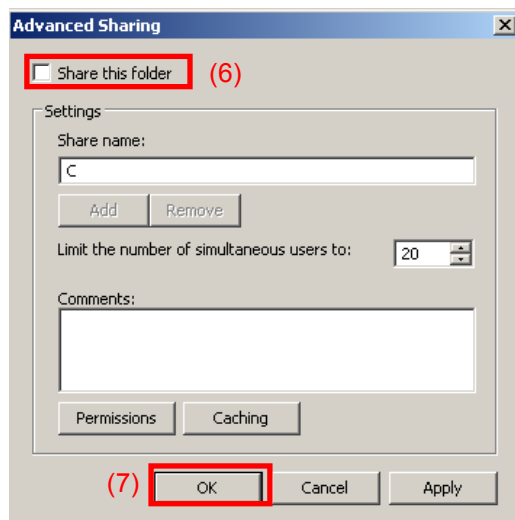 Advanced Sharing
Share this folder (6)
Settings
Share name:
C
Add Remove
Limit the number of simultaneous users to: 20
Comments:
Permissions Caching
(7) OK Cancel Apply